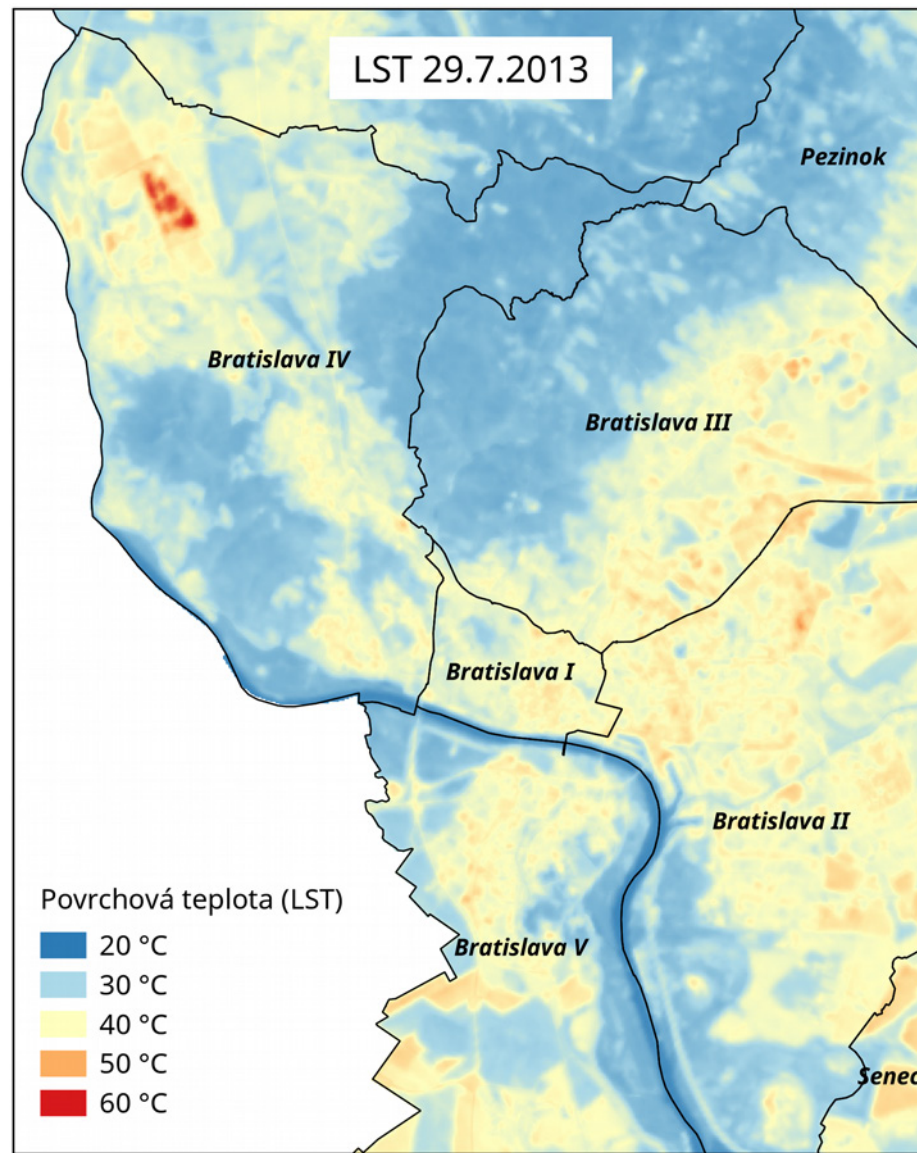 LST 29.7.2013
Pezinok
Bratislava IV
Bratislava III
Bratislava I
Bratislava II
Bratislava V
Senec
Povrchová teplota (LST)
20 °C
30 °C
40 °C
50 °C
60 °C